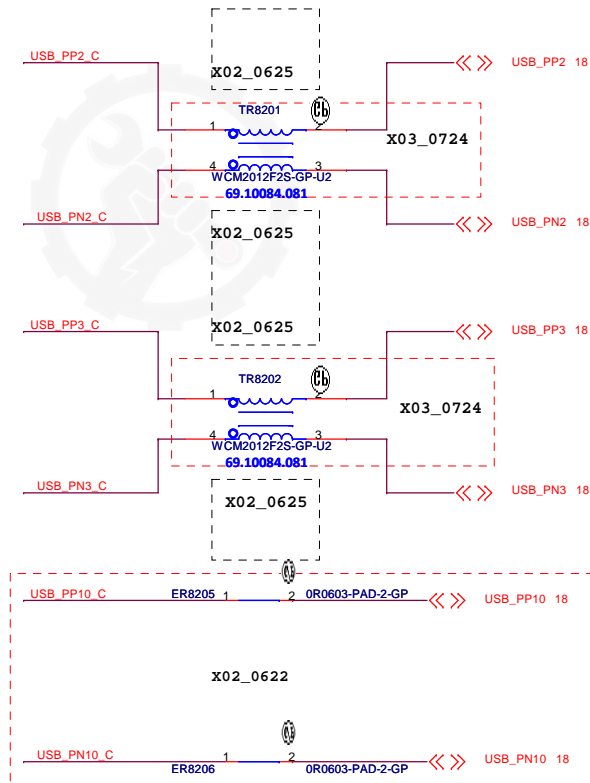 USB_PP2_C
USB_PP2 18
X02_0625
TR8201
1
2
X03_0724
4
3
WCM2012F2S-GP-U2
69.10084.081
USB_PN2_C
USB_PN2 18
X02_0625
USB_PP3_C
X02_0625
USB_PP3 18
TR8202
1
2
X03_0724
4
3
WCM2012F2S-GP-U2
69.10084.081
USB_PN3_C
USB_PN3 18
X02_0625
USB_PP10_C
ER8205 1
2 0R0603-PAD-2-GP
USB_PP10 18
X02_0622
USB_PN10_C
1
2
USB_PN10 18
ER8206
0R0603-PAD-2-GP